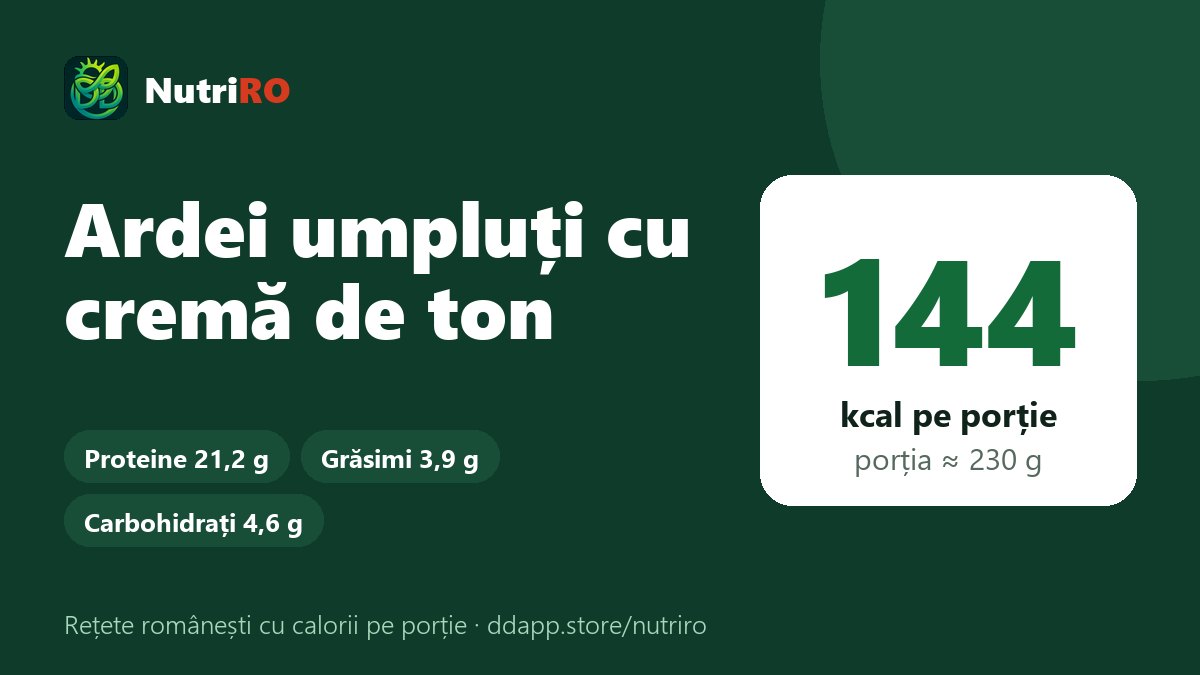 NutriRO
Ardei umpluți cu
cremă de ton
144
kcal pe porție
porția ≈ 230 g
Proteine 21,2 g
Grăsimi 3,9 g
Carbohidrați 4,6 g
Rețete românești cu calorii pe porție · ddapp.store/nutriro